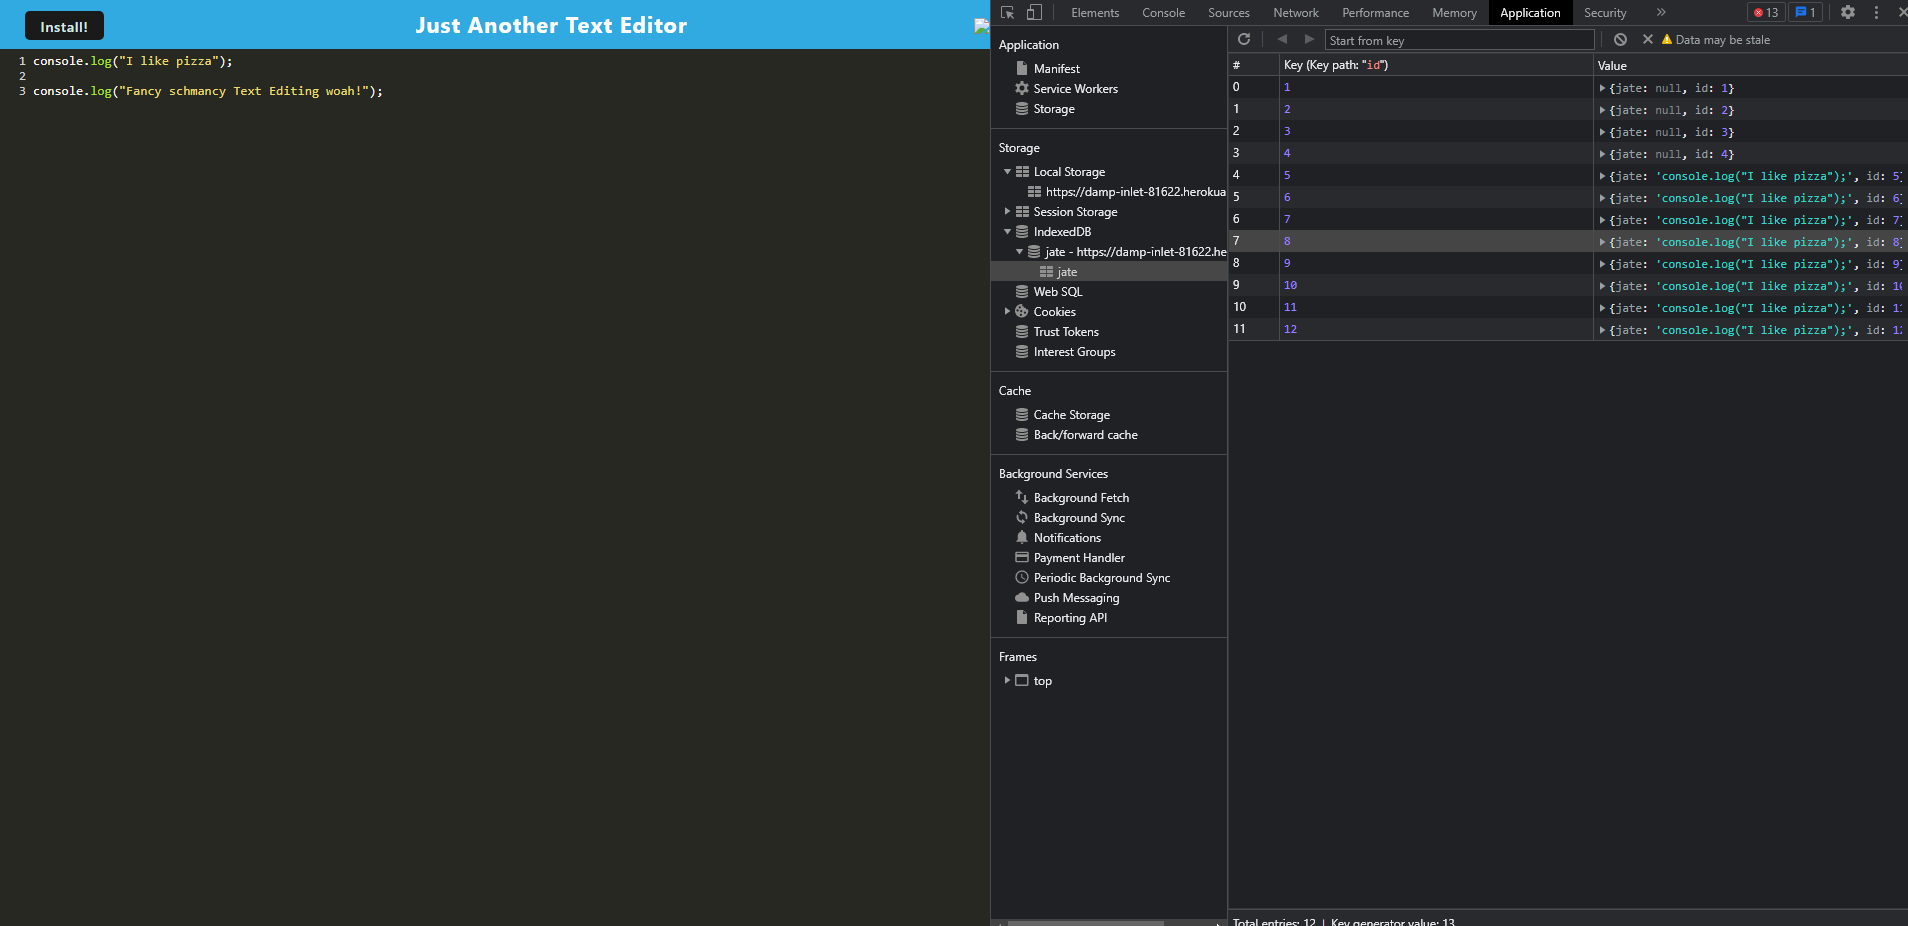 Install!
Just Another Text Editor
1 console.log("I like pizza");
2
3 console.log("Fancy schmancy Text Editing woah!");
Elements Console Sources Network Performance Memory Application Security » 13 1
Application
Manifest
Service Workers
Storage
Storage
Local Storage
https://damp-inlet-81622.herokua
Session Storage
IndexedDB
jate - https://damp-inlet-81622.he
jate
Web SQL
Cookies
Trust Tokens
Interest Groups
Cache
Cache Storage
Back/forward cache
Background Services
Background Fetch
Background Sync
Notifications
Payment Handler
Periodic Background Sync
Push Messaging
Reporting API
Frames
top
Start from key Data may be stale
# Key (Key path: "id") Value
0 1 {jate: null, id: 1}
1 2 {jate: null, id: 2}
2 3 {jate: null, id: 3}
3 4 {jate: null, id: 4}
4 5 {jate: 'console.log("I like pizza");', id: 5}
5 6 {jate: 'console.log("I like pizza");', id: 6}
6 7 {jate: 'console.log("I like pizza");', id: 7}
7 8 {jate: 'console.log("I like pizza");', id: 8}
8 9 {jate: 'console.log("I like pizza");', id: 9}
9 10 {jate: 'console.log("I like pizza");', id: 10
10 11 {jate: 'console.log("I like pizza");', id: 11
11 12 {jate: 'console.log("I like pizza");', id: 12
Total entries: 12 | Key generator value: 13